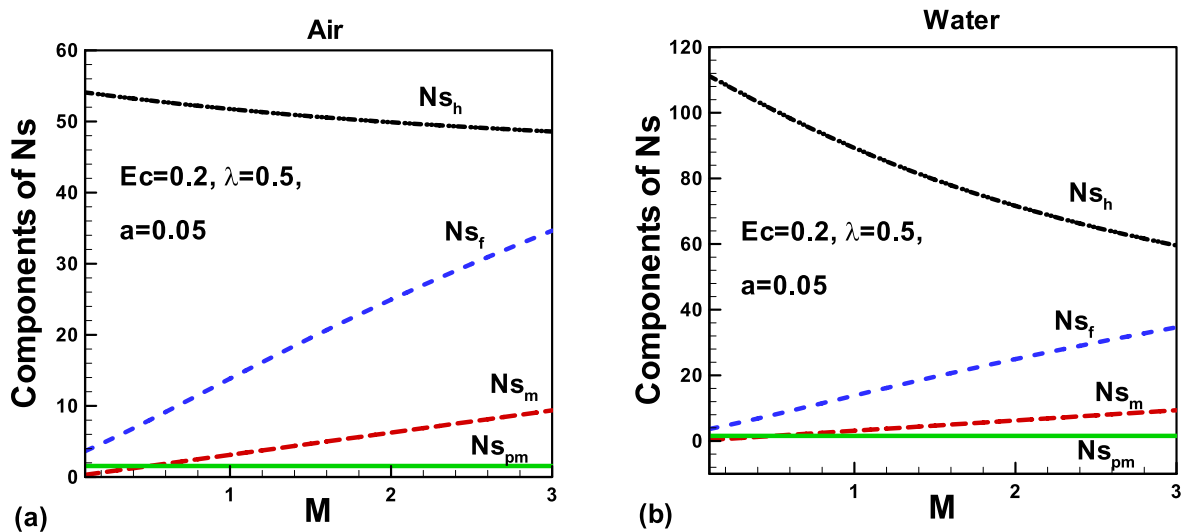 Air
Components of Ns
60
50
40
30
20
10
0
Ns_h
Ec=0.2, λ=0.5,
a=0.05
Ns_f
Ns_m
Ns_pm
1
2
3
M
(a)
Water
Components of Ns
120
100
80
60
40
20
0
-10
Ns_h
Ec=0.2, λ=0.5,
a=0.05
Ns_f
Ns_m
Ns_pm
1
2
3
M
(b)